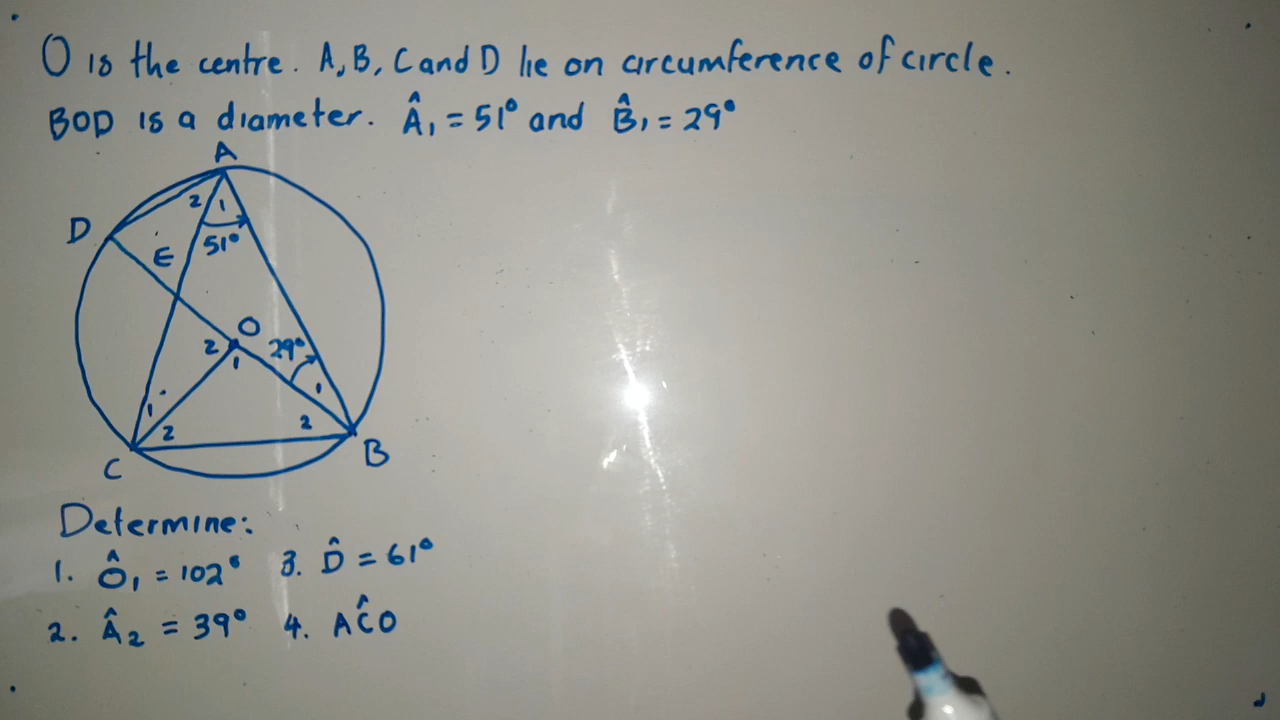 O is the centre. A, B, C and D lie on circumference of circle.
BOD is a diameter. Â₁ = 51° and B̂₁ = 29°
A
D
2 1
E 51°
O
2 29°
1
1
1
2 2
C B
Determine:
1. Ô₁ = 102° 3. D̂ = 61°
2. Â₂ = 39° 4. AĈO